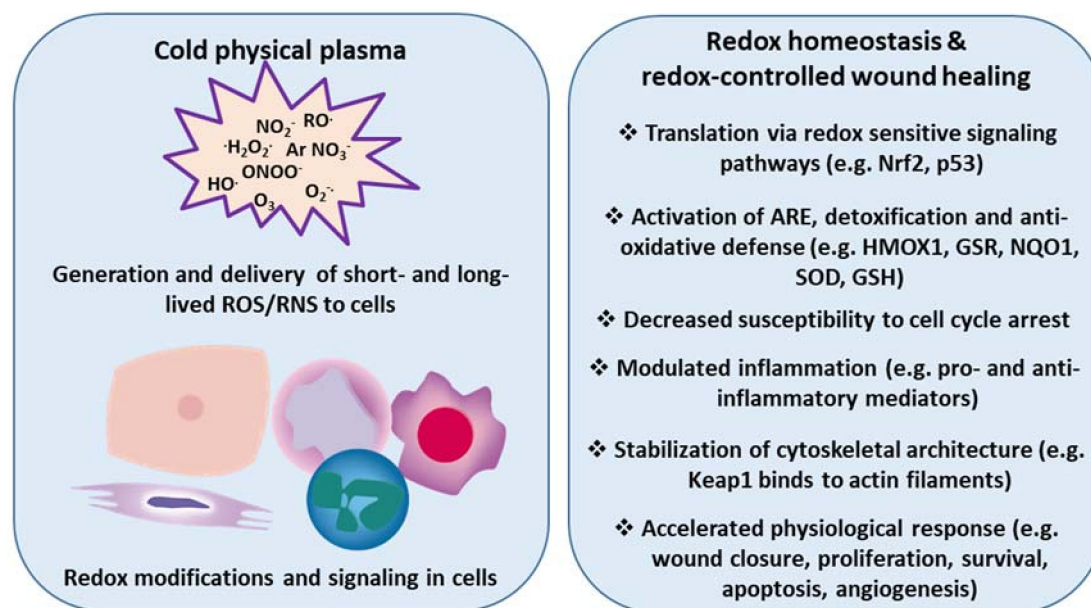 Cold physical plasma
NO₂⁻ RO·
·H₂O₂· Ar NO₃⁻
ONOO⁻
HO· O₂⁻·
O₃
Generation and delivery of short- and long-
lived ROS/RNS to cells
Redox modifications and signaling in cells
Redox homeostasis &
redox-controlled wound healing
❖ Translation via redox sensitive signaling
pathways (e.g. Nrf2, p53)
❖ Activation of ARE, detoxification and anti-
oxidative defense (e.g. HMOX1, GSR, NQO1,
SOD, GSH)
❖ Decreased susceptibility to cell cycle arrest
❖ Modulated inflammation (e.g. pro- and anti-
inflammatory mediators)
❖ Stabilization of cytoskeletal architecture (e.g.
Keap1 binds to actin filaments)
❖ Accelerated physiological response (e.g.
wound closure, proliferation, survival,
apoptosis, angiogenesis)